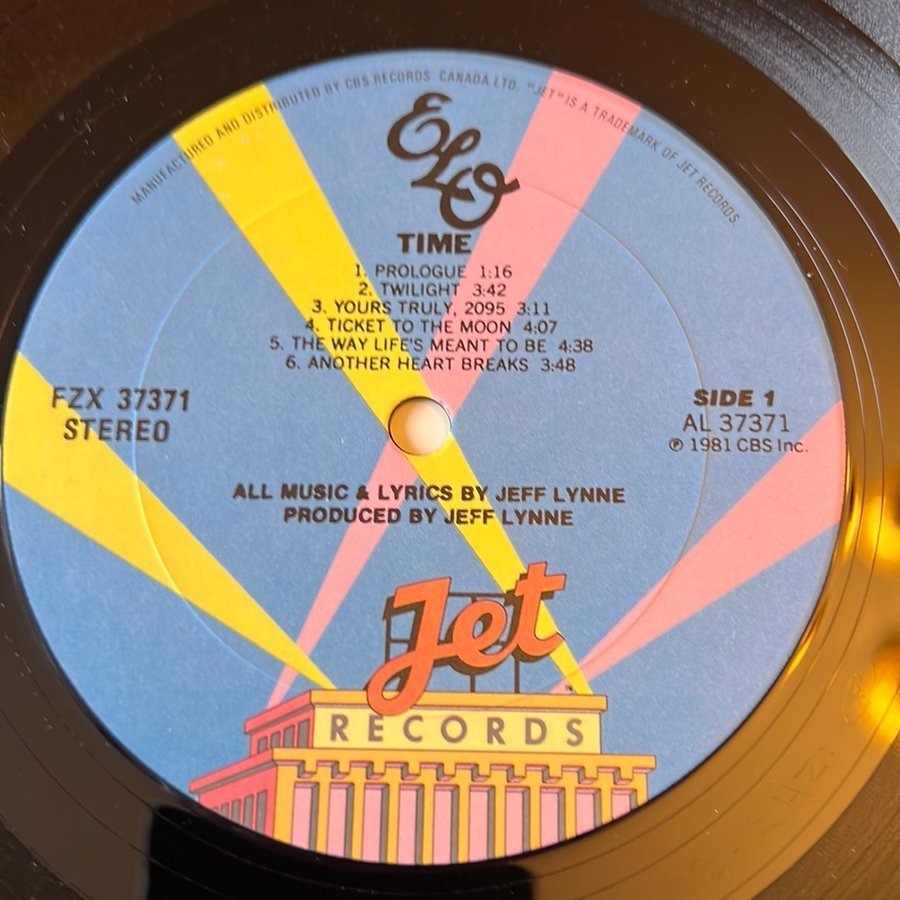 MANUFACTURED AND DISTRIBUTED BY CBS RECORDS CANADA LTD. "JET" IS A TRADEMARK OF JET RECORDS.
ELO
TIME
1. PROLOGUE 1:16
2. TWILIGHT 3:42
3. YOURS TRULY, 2095 3:11
4. TICKET TO THE MOON 4:07
5. THE WAY LIFE'S MEANT TO BE 4:38
6. ANOTHER HEART BREAKS 3:48
FZX 37371
STEREO
SIDE 1
AL 37371
℗ 1981 CBS Inc.
ALL MUSIC & LYRICS BY JEFF LYNNE
PRODUCED BY JEFF LYNNE
Jet
TM
RECORDS